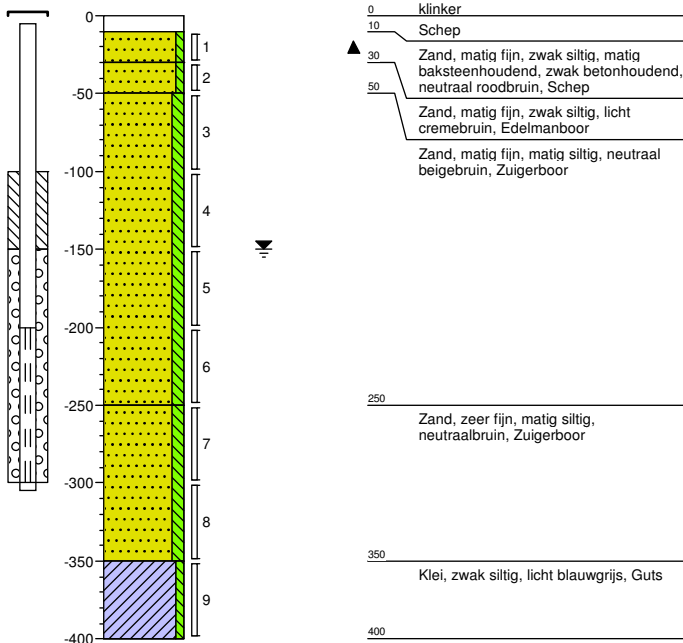 0
-50
-100
-150
-200
-250
-300
-350
-400
1
2
3
4
5
6
7
8
9
0
klinker
10
Schep
30
Zand, matig fijn, zwak siltig, matig
baksteenhoudend, zwak betonhoudend,
neutraal roodbruin, Schep
50
Zand, matig fijn, zwak siltig, licht
cremebruin, Edelmanboor
Zand, matig fijn, matig siltig, neutraal
beigebruin, Zuigerboor
250
Zand, zeer fijn, matig siltig,
neutraalbruin, Zuigerboor
350
Klei, zwak siltig, licht blauwgrijs, Guts
400